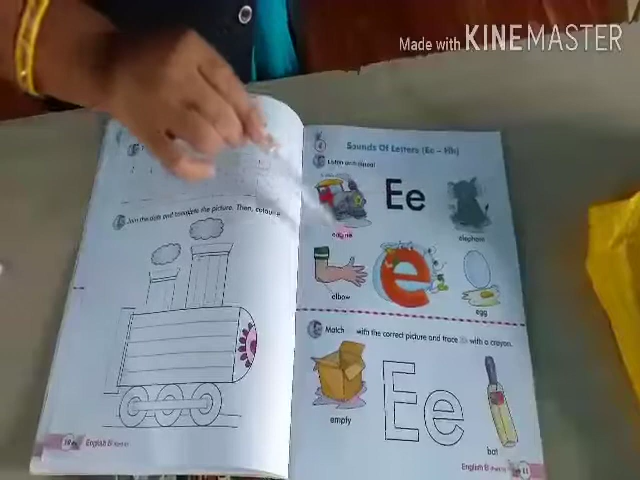 Made with KINEMASTER
Join the dots and complete the picture. Then, colour
English B
Sounds Of Letters (Ee – Hh)
Listen and repeat
Ee
engine
elephant
elbow
e
egg
Match
with the correct picture and trace
with a crayon.
Ee
empty
bat
English B
11